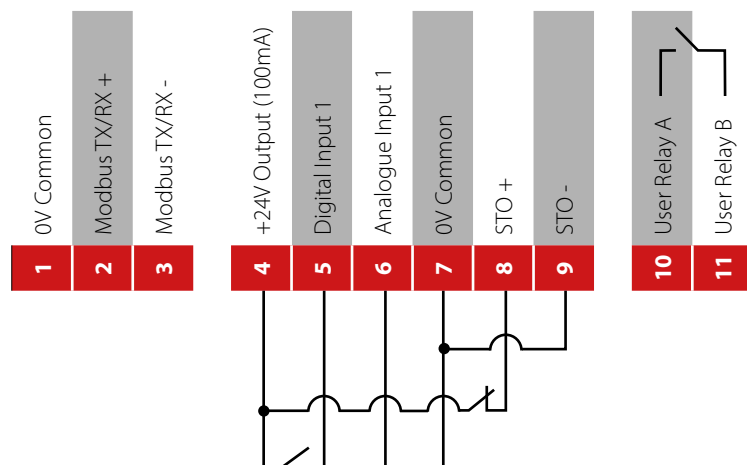 0V Common
Modbus TX/RX +
Modbus TX/RX -
+24V Output (100mA)
Digital Input 1
Analogue Input 1
0V Common
STO +
STO -
User Relay A
User Relay B
1
2
3
4
5
6
7
8
9
10
11